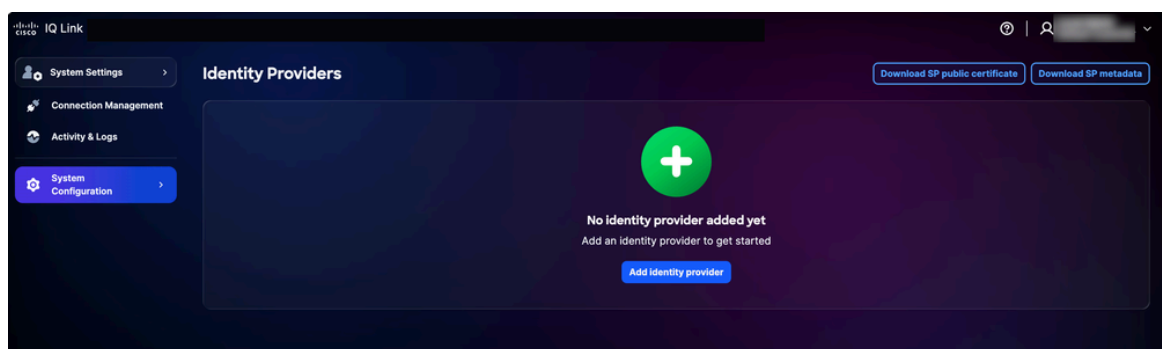 cisco IQ Link
System Settings
Identity Providers
Download SP public certificate
Download SP metadata
Connection Management
Activity & Logs
System
Configuration
No identity provider added yet
Add an identity provider to get started
Add identity provider